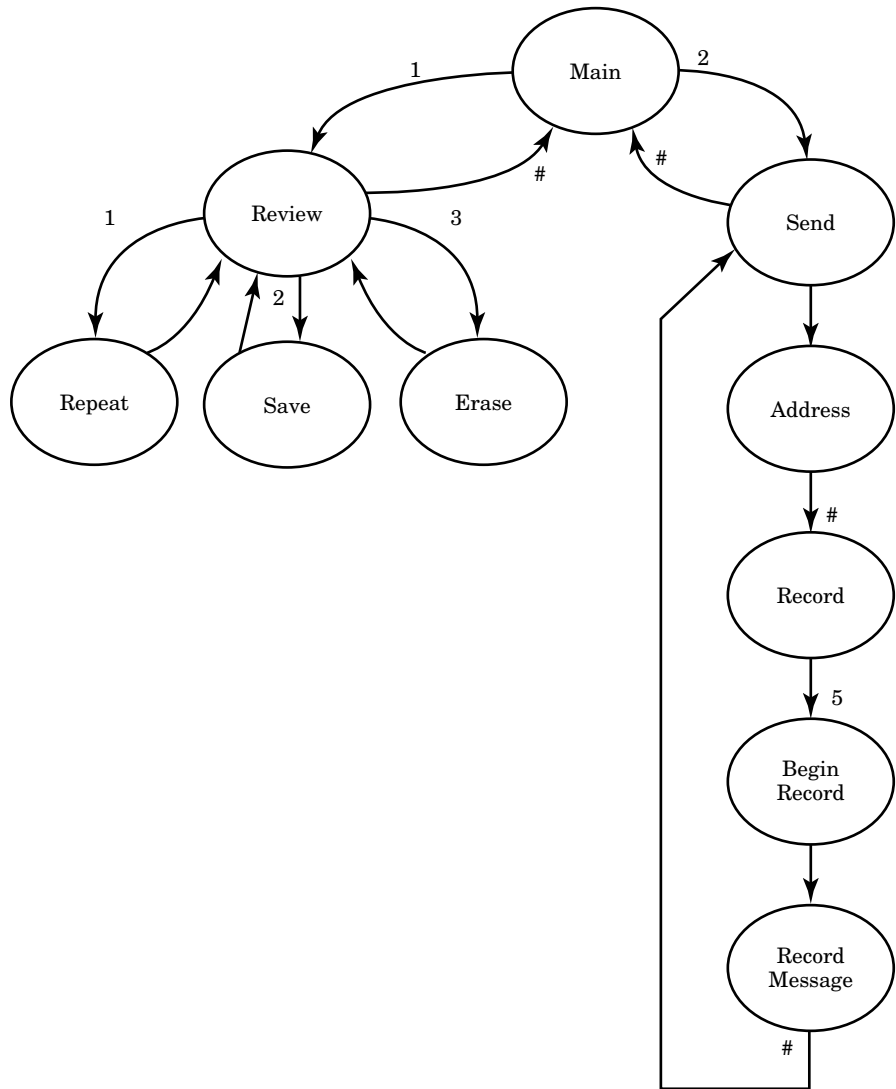 Main
1
2
#
#
Review
Send
1
3
2
Repeat
Save
Erase
Address
#
Record
5
Begin
Record
Record
Message
#